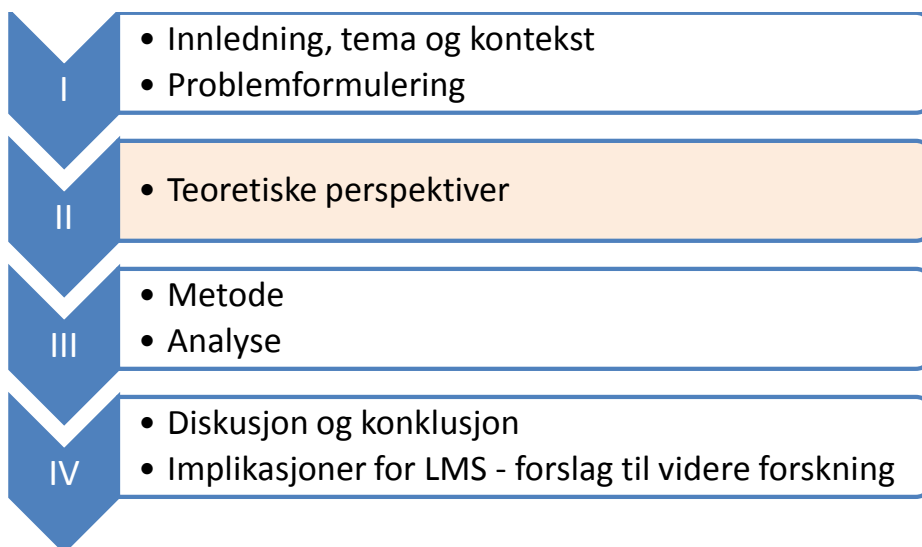 I
• Innledning, tema og kontekst
• Problemformulering
II
• Teoretiske perspektiver
III
• Metode
• Analyse
IV
• Diskusjon og konklusjon
• Implikasjoner for LMS - forslag til videre forskning